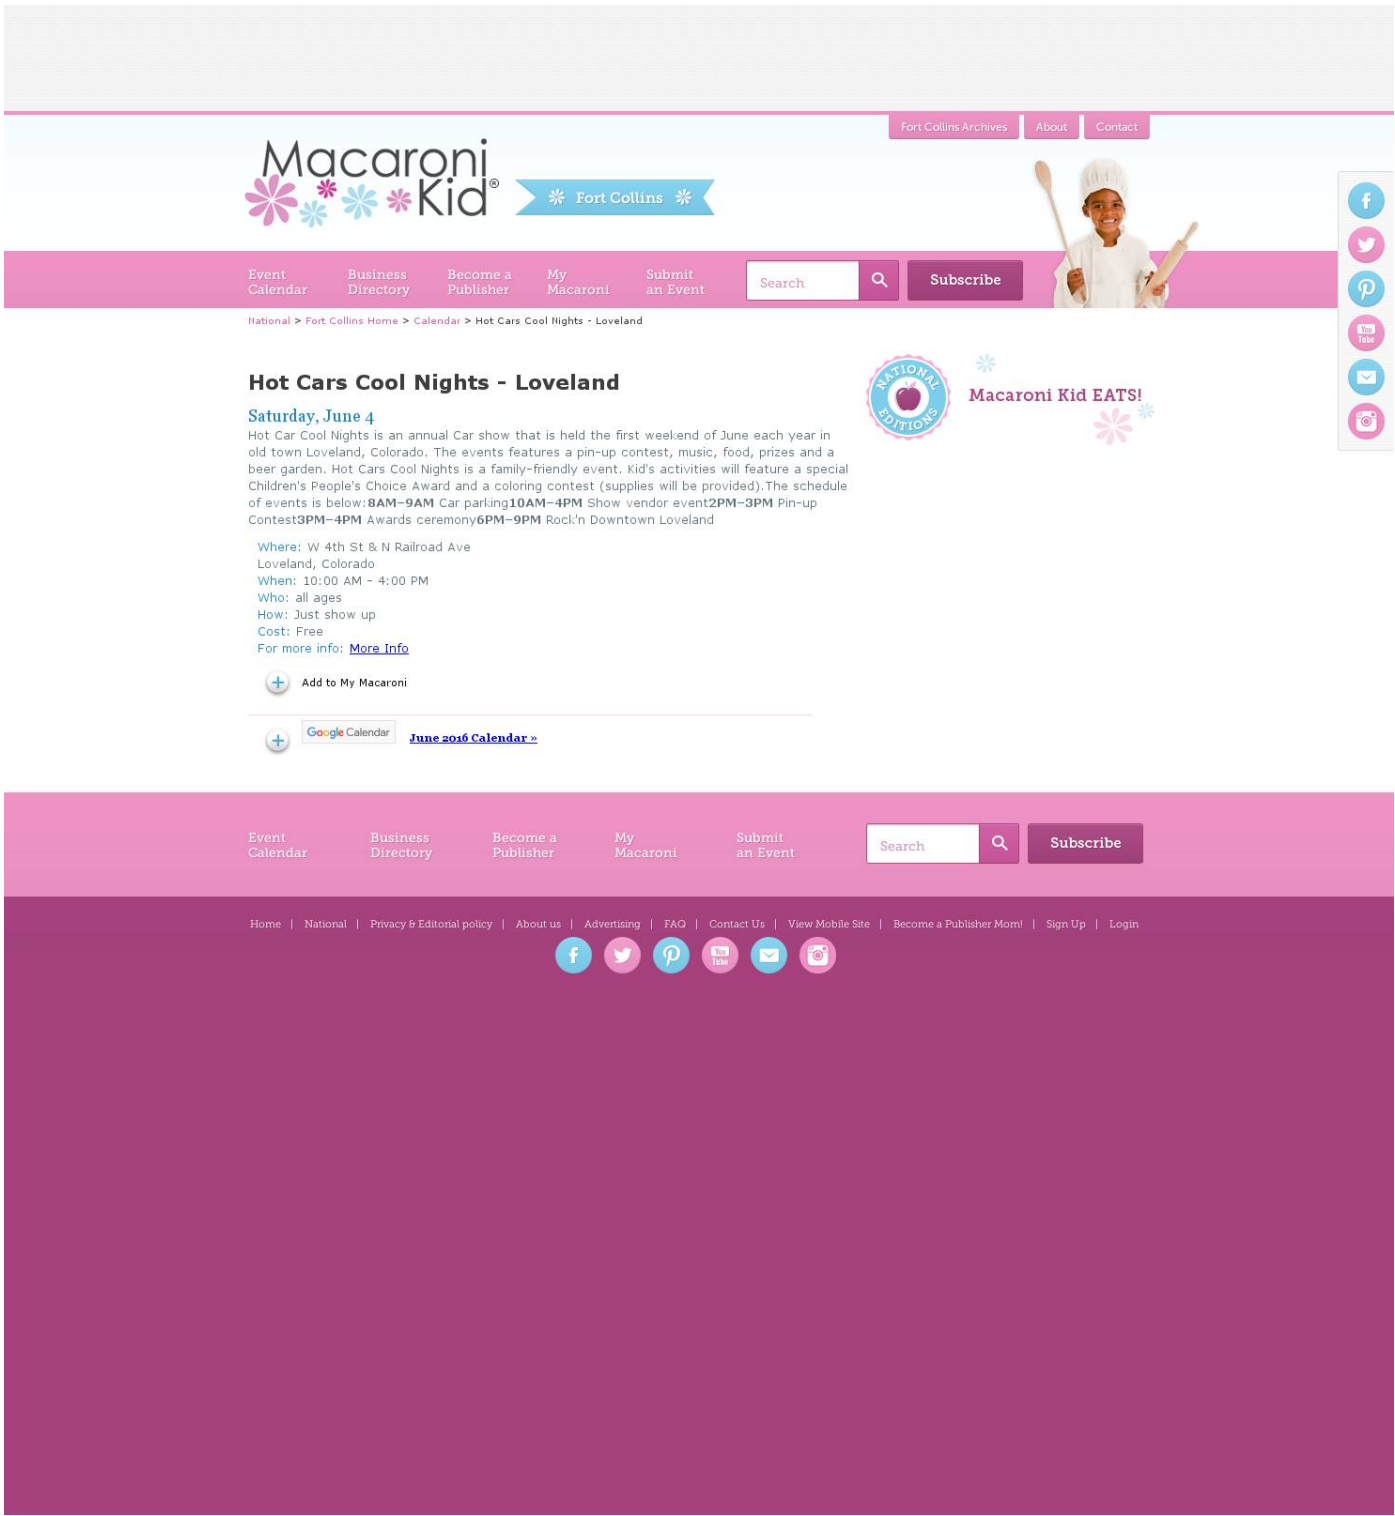 Fort Collins Archives
About
Contact
Macaroni
Kid®
Fort Collins
Event
Calendar
Business
Directory
Become a
Publisher
My
Macaroni
Submit
an Event
Search
Subscribe
National > Fort Collins Home > Calendar > Hot Cars Cool Nights - Loveland
Hot Cars Cool Nights - Loveland
Saturday, June 4
Hot Car Cool Nights is an annual Car show that is held the first weekend of June each year in
old town Loveland, Colorado. The events features a pin-up contest, music, food, prizes and a
beer garden. Hot Cars Cool Nights is a family-friendly event. Kid's activities will feature a special
Children's People's Choice Award and a coloring contest (supplies will be provided).The schedule
of events is below:8AM–9AM Car parking10AM–4PM Show vendor event2PM–3PM Pin-up
Contest3PM–4PM Awards ceremony6PM–9PM Rock'n Downtown Loveland
Where: W 4th St & N Railroad Ave
Loveland, Colorado
When: 10:00 AM - 4:00 PM
Who: all ages
How: Just show up
Cost: Free
For more info: More Info
Add to My Macaroni
Google Calendar
June 2016 Calendar »
NATIONAL
EDITIONS
Macaroni Kid EATS!
You
Tube
Event
Calendar
Business
Directory
Become a
Publisher
My
Macaroni
Submit
an Event
Search
Subscribe
Home | National | Privacy & Editorial policy | About us | Advertising | FAQ | Contact Us | View Mobile Site | Become a Publisher Mom! | Sign Up | Login
You
Tube